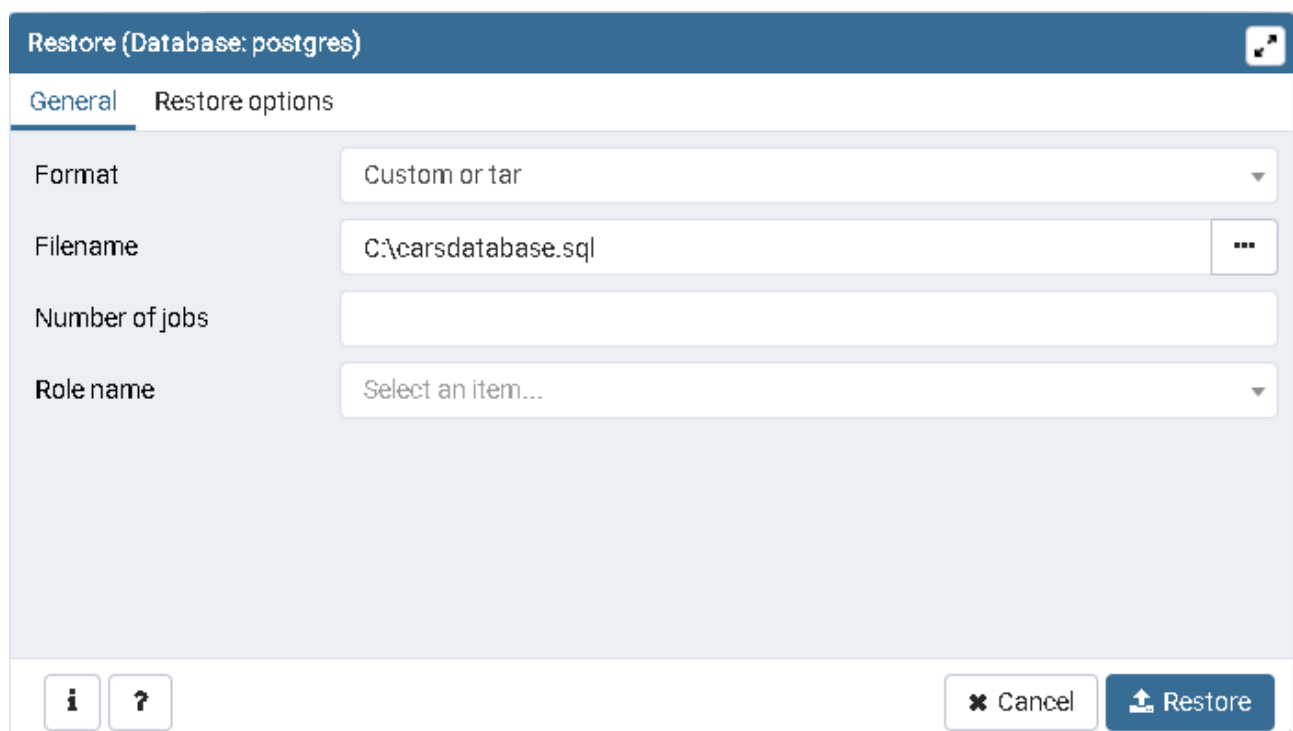 Restore (Database: postgres)
General Restore options
Format Custom or tar
Filename C:\carsdatabase.sql ...
Number of jobs
Role name Select an item...
i ? Cancel Restore